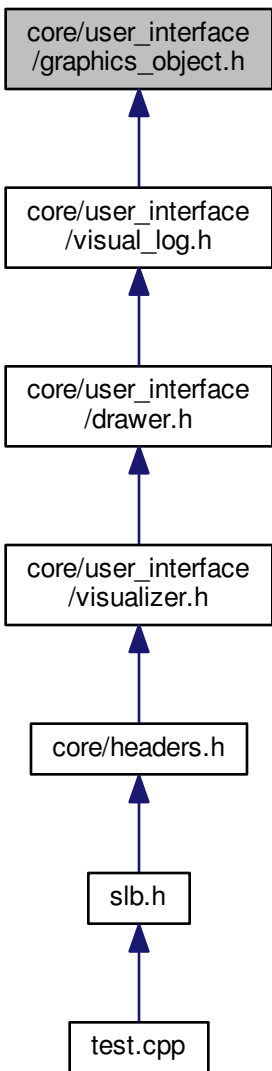 core/user_interface
/graphics_object.h
core/user_interface
/visual_log.h
core/user_interface
/drawer.h
core/user_interface
/visualizer.h
core/headers.h
slb.h
test.cpp